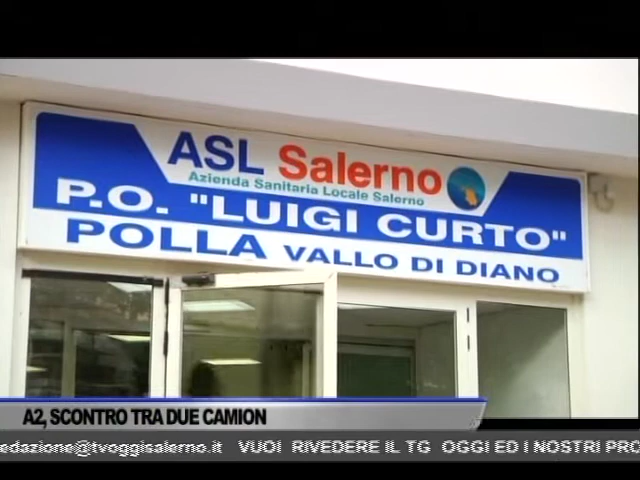 ASL Salerno
Azienda Sanitaria Locale Salerno
P.O. "LUIGI CURTO"
POLLA VALLO DI DIANO
A2, SCONTRO TRA DUE CAMION
edazione@tvoggisalerno.it VUOI RIVEDERE IL TG OGGI ED I NOSTRI PRO